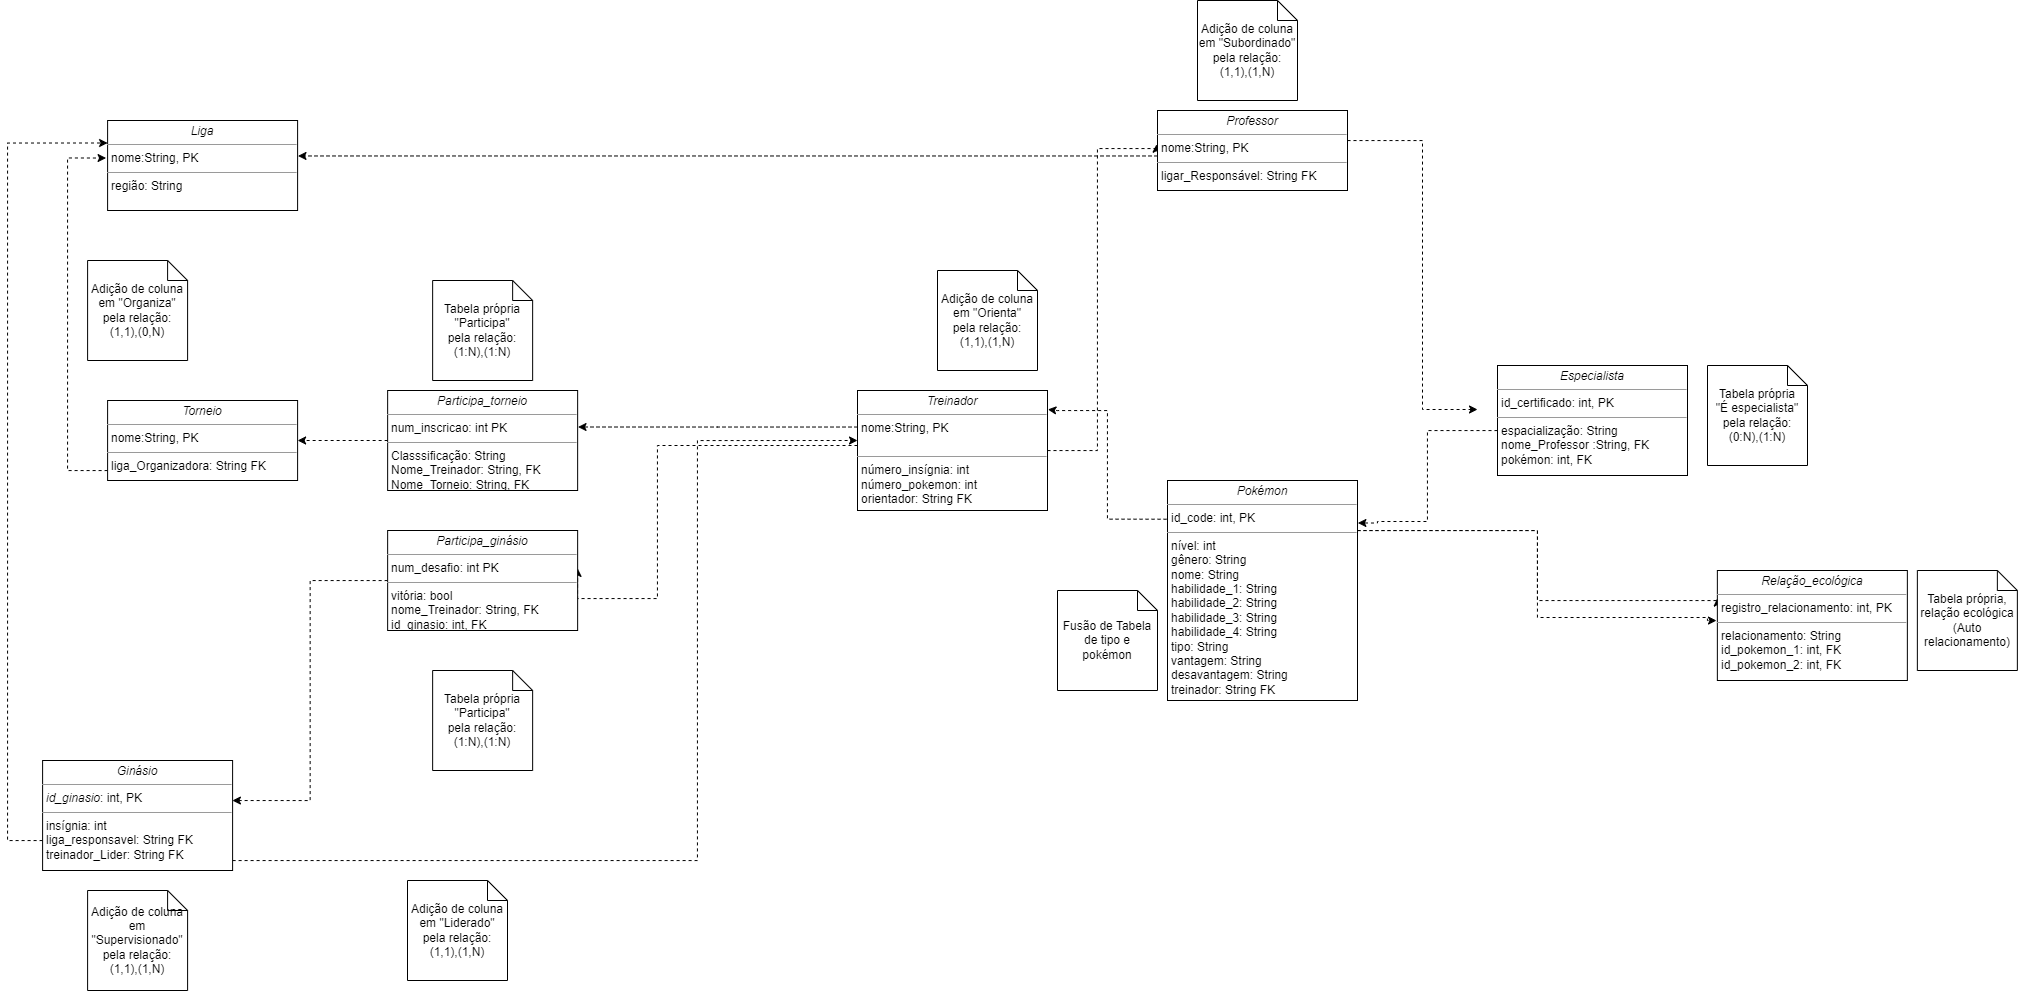 Adição de coluna
em "Subordinado"
pela relação:
(1,1),(1,N)
Liga
nome:String, PK
região: String
Professor
nome:String, PK
ligar_Responsável: String FK
Adição de coluna
em "Organiza"
pela relação:
(1,1),(0,N)
Tabela própria
"Participa"
pela relação:
(1:N),(1:N)
Adição de coluna
em "Orienta"
pela relação:
(1,1),(1,N)
Torneio
nome:String, PK
liga_Organizadora: String FK
Participa_torneio
num_inscricao: int PK
Classsificação: String
Nome_Treinador: String, FK
Nome_Torneio: String, FK
Treinador
nome:String, PK
número_insígnia: int
número_pokemon: int
orientador: String FK
Especialista
id_certificado: int, PK
espacialização: String
nome_Professor :String, FK
pokémon: int, FK
Tabela própria
"É especialista"
pela relação:
(0:N),(1:N)
Participa_ginásio
num_desafio: int PK
vitória: bool
nome_Treinador: String, FK
id_ginasio: int, FK
Pokémon
id_code: int, PK
nível: int
gênero: String
nome: String
habilidade_1: String
habilidade_2: String
habilidade_3: String
habilidade_4: String
tipo: String
vantagem: String
desavantagem: String
treinador: String FK
Fusão de Tabela
de tipo e
pokémon
Relação_ecológica
registro_relacionamento: int, PK
relacionamento: String
id_pokemon_1: int, FK
id_pokemon_2: int, FK
Tabela própria,
relação ecológica
(Auto
relacionamento)
Tabela própria
"Participa"
pela relação:
(1:N),(1:N)
Ginásio
id_ginasio: int, PK
insígnia: int
liga_responsavel: String FK
treinador_Lider: String FK
Adição de coluna
em
"Supervisionado"
pela relação:
(1,1),(1,N)
Adição de coluna
em "Liderado"
pela relação:
(1,1),(1,N)